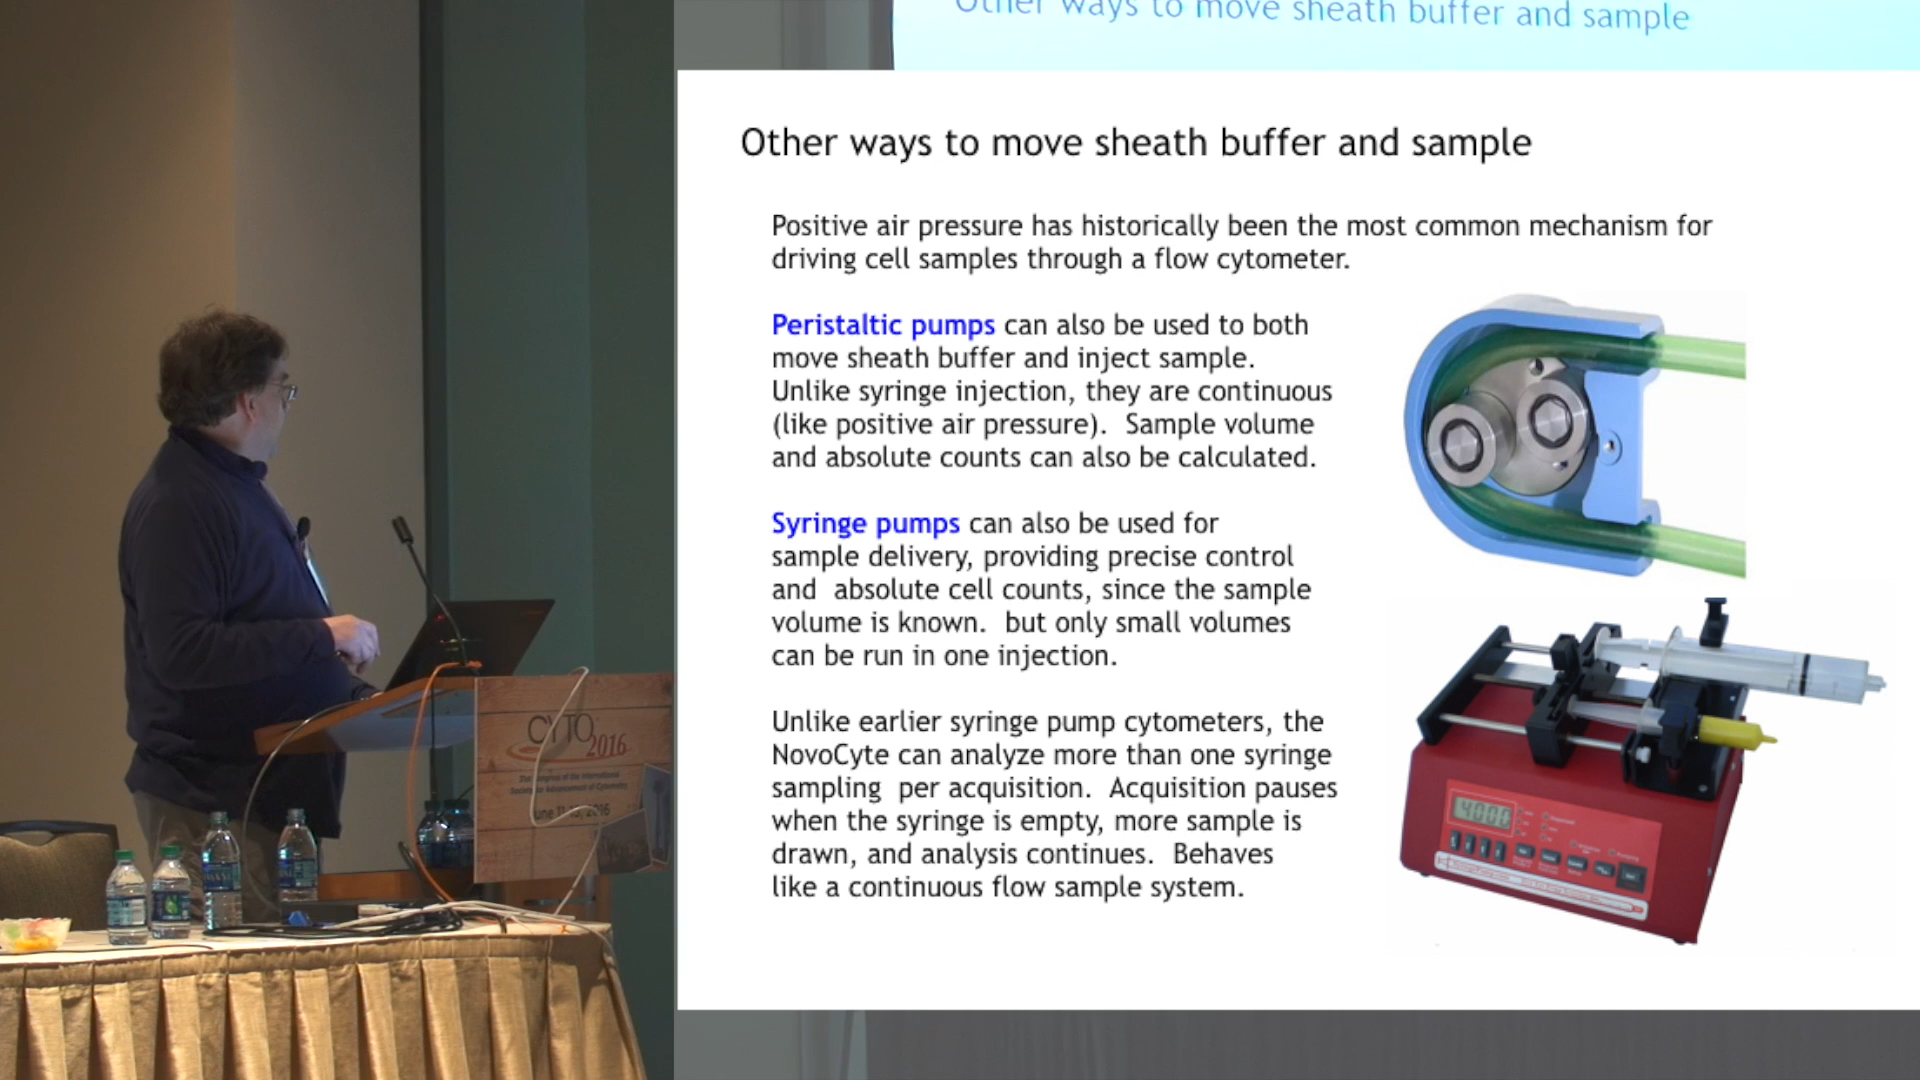 Other ways to move sheath buffer and sample
Other ways to move sheath buffer and sample
Positive air pressure has historically been the most common mechanism for
driving cell samples through a flow cytometer.
Peristaltic pumps can also be used to both
move sheath buffer and inject sample.
Unlike syringe injection, they are continuous
(like positive air pressure).  Sample volume
and absolute counts can also be calculated.
Syringe pumps can also be used for
sample delivery, providing precise control
and  absolute cell counts, since the sample
volume is known.  but only small volumes
can be run in one injection.
Unlike earlier syringe pump cytometers, the
NovoCyte can analyze more than one syringe
sampling  per acquisition.  Acquisition pauses
when the syringe is empty, more sample is
drawn, and analysis continues.  Behaves
like a continuous flow sample system.
4.000
CYTO
2016